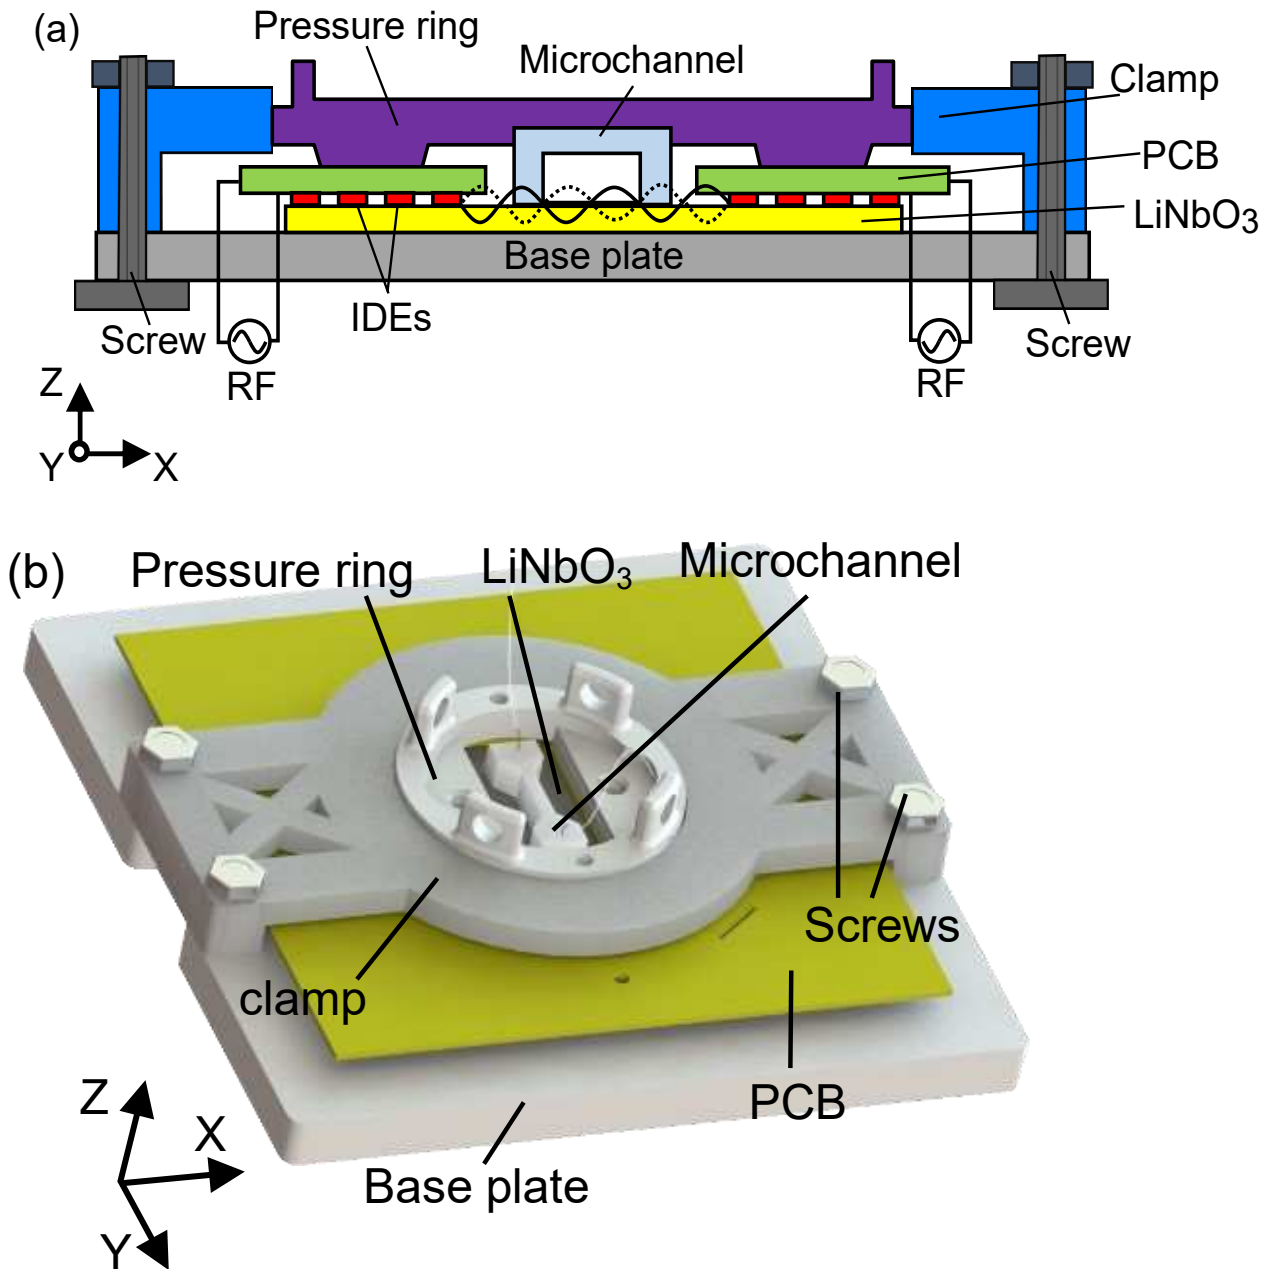 (a)
Pressure ring
Microchannel
Clamp
PCB
LiNbO₃
Base plate
IDEs
Screw
Screw
RF
RF
Z
Y
X
(b)
Pressure ring
LiNbO₃
Microchannel
Screws
clamp
PCB
Base plate
Z
X
Y